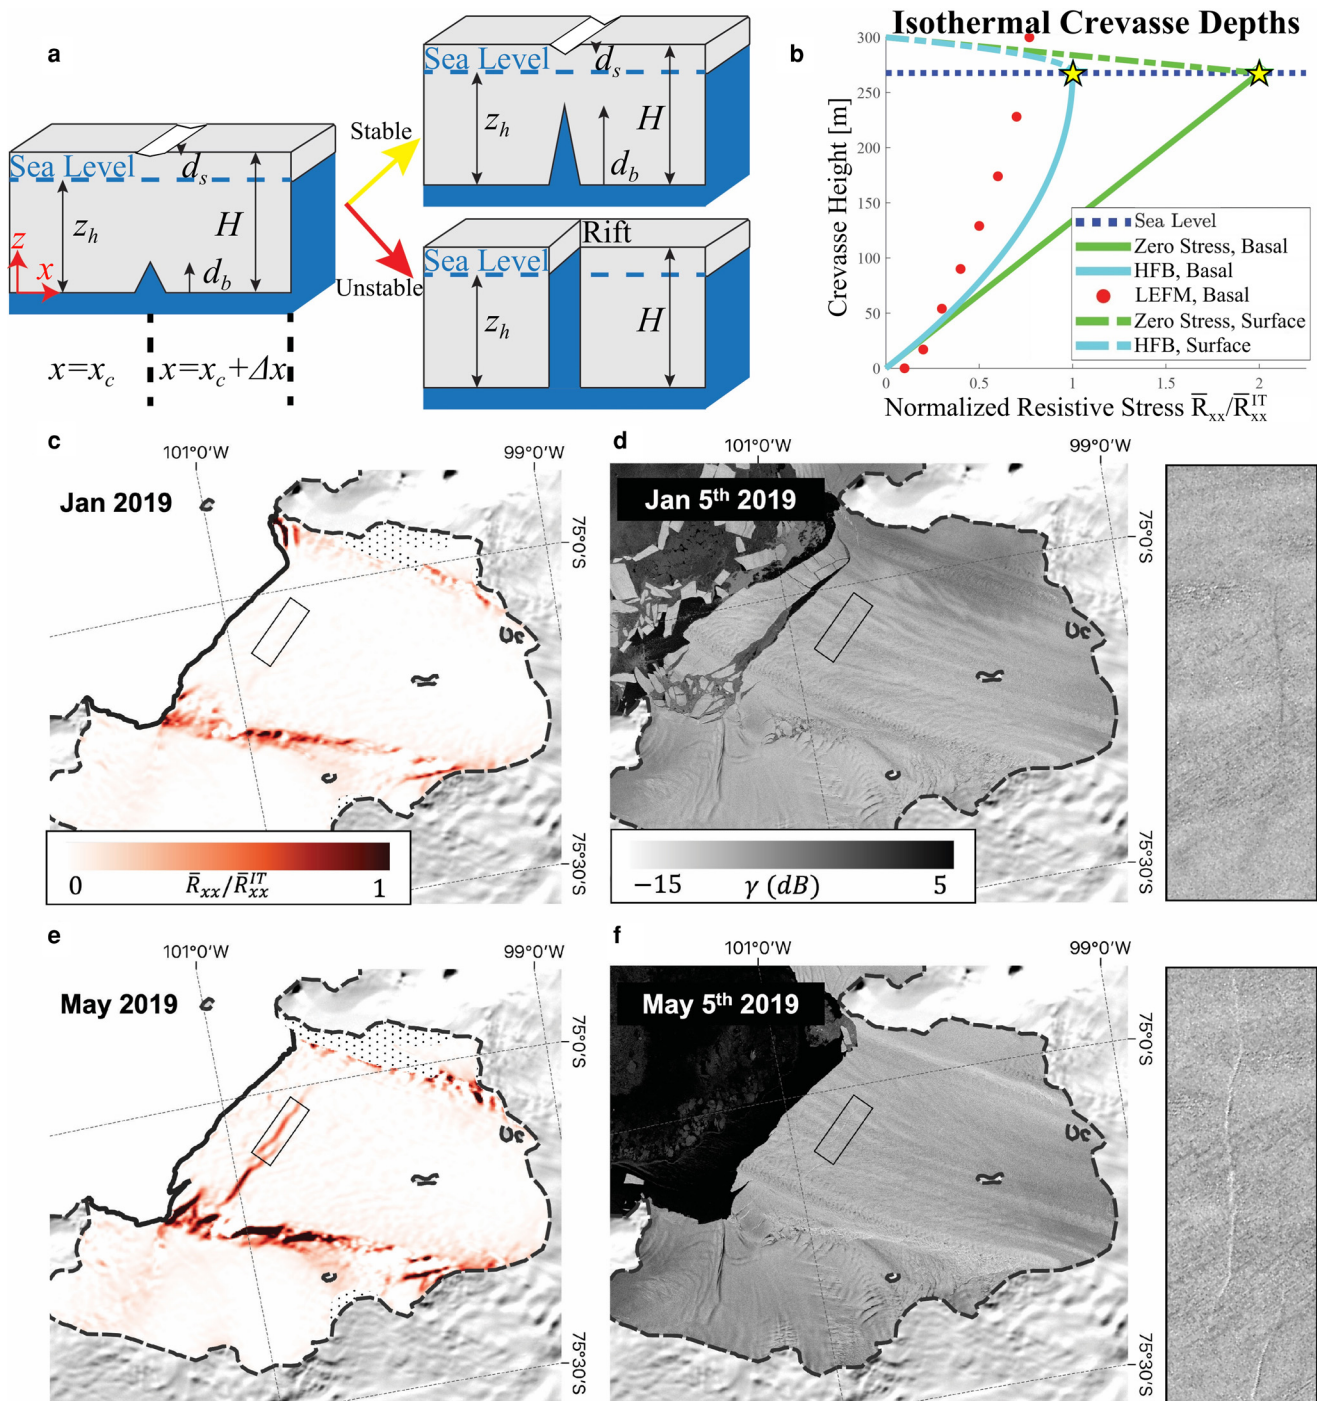 a
Sea Level
d_s
z_h
H
z
x
d_b
x=x_c
x=x_c+Δx
Stable
Unstable
Sea Level
d_s
z_h
H
d_b
Rift
Sea Level
z_h
H
b
Isothermal Crevasse Depths
Crevasse Height [m]
300
250
200
150
100
50
0
Sea Level
Zero Stress, Basal
HFB, Basal
LEFM, Basal
Zero Stress, Surface
HFB, Surface
0
0.5
1
1.5
2
Normalized Resistive Stress R̅xx/R̅xx^IT
c
101°0'W
99°0'W
Jan 2019
75°0'S
75°30'S
0
R̅xx/R̅xx^IT
1
d
101°0'W
99°0'W
Jan 5th 2019
75°0'S
75°30'S
−15
γ (dB)
5
e
101°0'W
99°0'W
May 2019
75°0'S
75°30'S
f
101°0'W
99°0'W
May 5th 2019
75°0'S
75°30'S